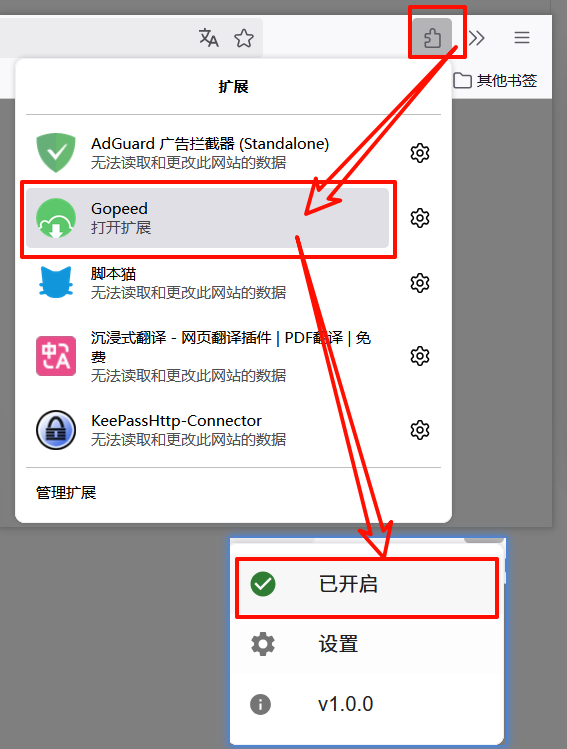 其他书签
扩展
AdGuard 广告拦截器 (Standalone)
无法读取和更改此网站的数据
Gopeed
打开扩展
脚本猫
无法读取和更改此网站的数据
沉浸式翻译 - 网页翻译插件 | PDF翻译 | 免
费
无法读取和更改此网站的数据
KeePassHttp-Connector
无法读取和更改此网站的数据
管理扩展
已开启
设置
v1.0.0